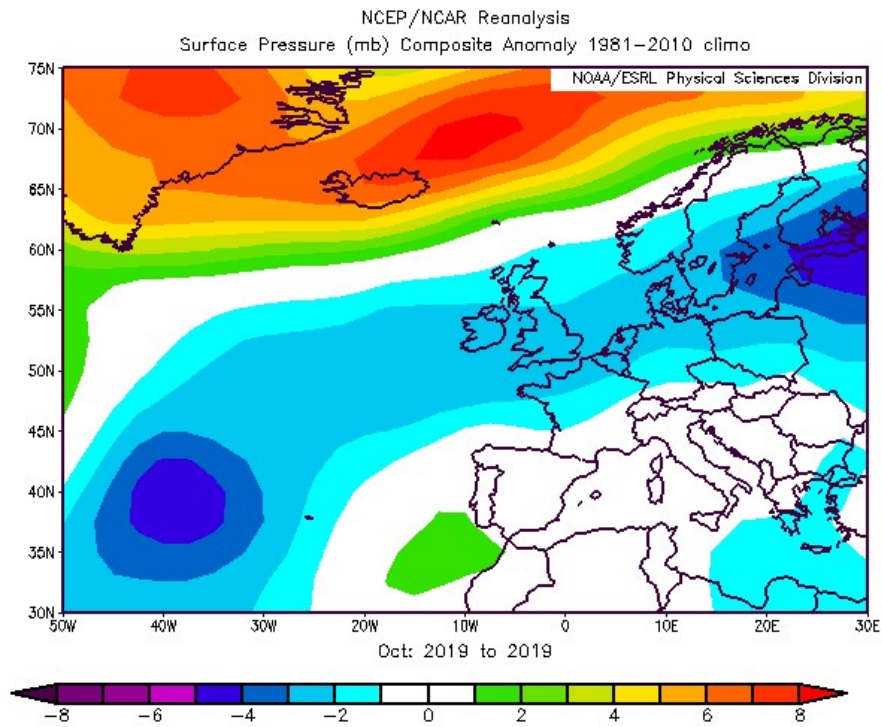 NCEP/NCAR Reanalysis
Surface Pressure (mb) Composite Anomaly 1981-2010 climo
NOAA/ESRL Physical Sciences Division
75N
70N
65N
60N
55N
50N
45N
40N
35N
30N
50W 40W 30W 20W 10W 0 10E 20E 30E
Oct: 2019 to 2019
-8 -6 -4 -2 0 2 4 6 8